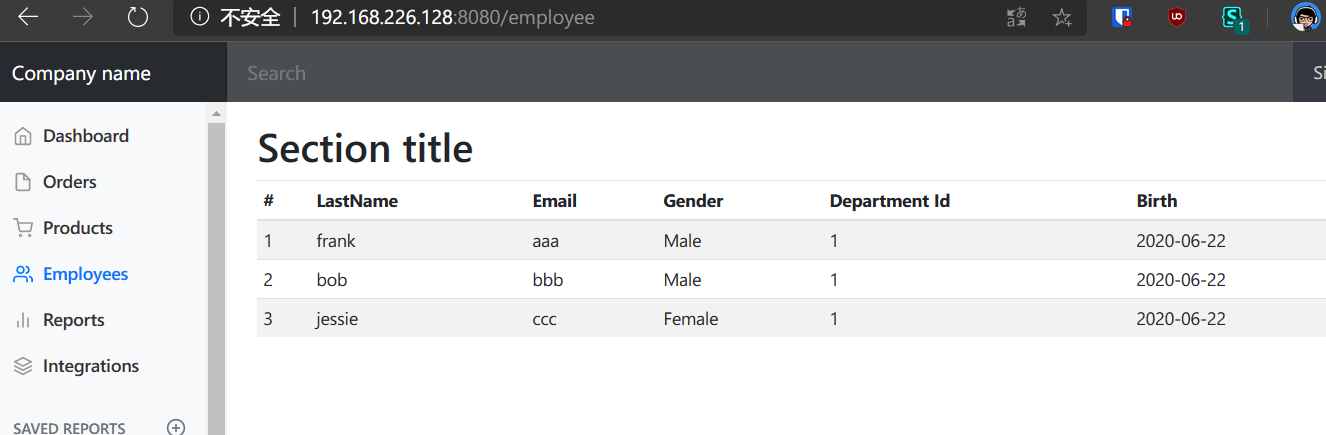 不安全 | 192.168.226.128:8080/employee
1
Company name
Search
Si
Dashboard
Orders
Products
Employees
Reports
Integrations
SAVED REPORTS
Section title
# LastName Email Gender Department Id Birth
1 frank aaa Male 1 2020-06-22
2 bob bbb Male 1 2020-06-22
3 jessie ccc Female 1 2020-06-22